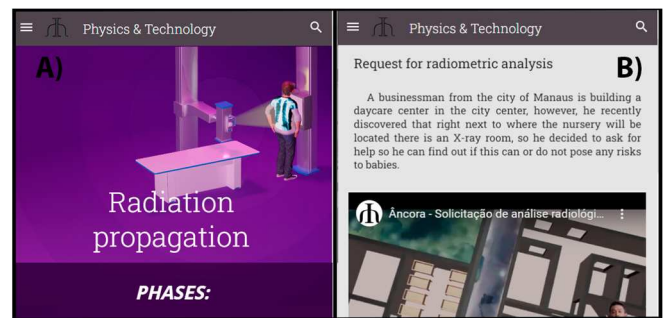 Physics & Technology
A)
Radiation
propagation
PHASES:
Physics & Technology
B)
Request for radiometric analysis
A businessman from the city of Manaus is building a
daycare center in the city center, however, he recently
discovered that right next to where the nursery will be
located there is an X-ray room, so he decided to ask for
help so he can find out if this can or do not pose any risks
to babies.
Âncora - Solicitação de análise radiológi...